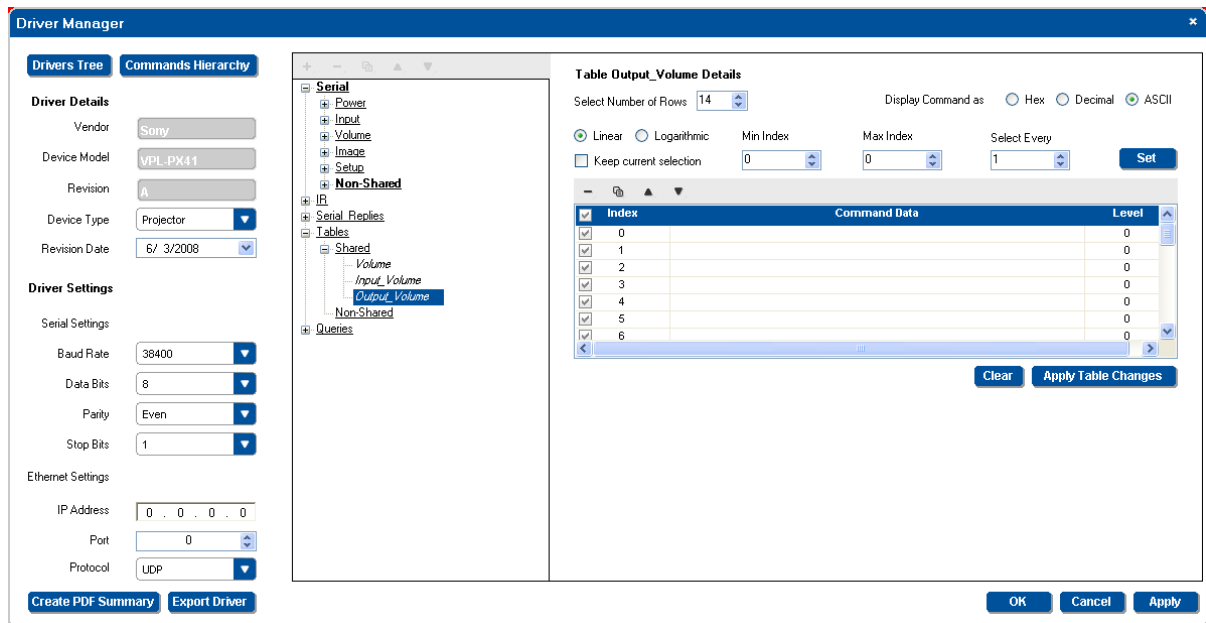 Driver Manager
Drivers Tree
Commands Hierarchy
Driver Details
Vendor
Sony
Device Model
VPL-PX41
Revision
A
Device Type
Projector
Revision Date
6/ 3/2008
Driver Settings
Serial Settings
Baud Rate
38400
Data Bits
8
Parity
Even
Stop Bits
1
Ethernet Settings
IP Address
0 . 0 . 0 . 0
Port
0
Protocol
UDP
Create PDF Summary
Export Driver
Serial
Power
Input
Volume
Image
Setup
Non-Shared
IR
Serial_Replies
Tables
Shared
Volume
Input_Volume
Output_Volume
Non-Shared
Queries
Table Output_Volume Details
Select Number of Rows 14
Display Command as Hex Decimal ASCII
Linear Logarithmic Min Index Max Index Select Every
Keep current selection 0 0 1 Set
Index Command Data Level
0 0
1 0
2 0
3 0
4 0
5 0
6 0
Clear
Apply Table Changes
OK
Cancel
Apply